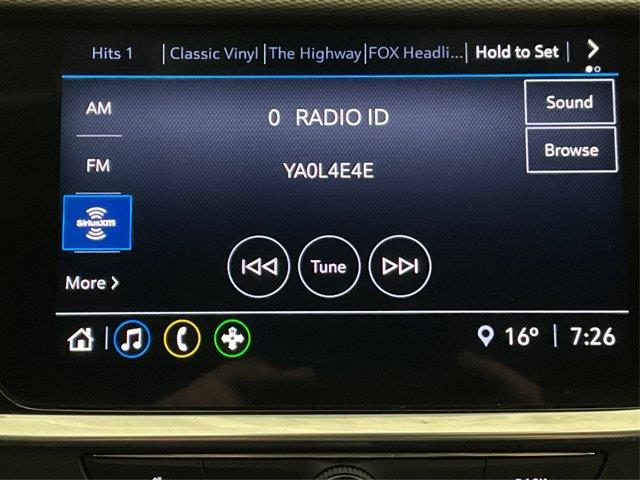 Hits 1 | Classic Vinyl | The Highway | FOX Headli... | Hold to Set |
AM
0 RADIO ID
Sound
FM
YA0L4E4E
Browse
SiriusXM
Tune
More >
16° | 7:26